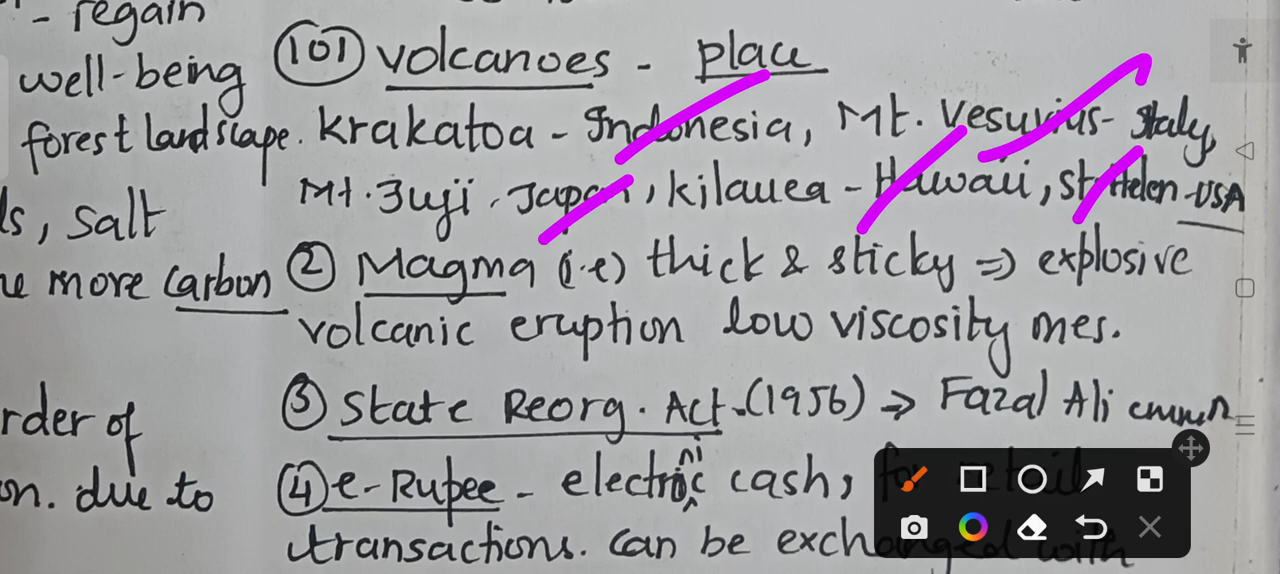 - regain
well-being
forest landscape.
ls, salt
more carbon
rder of
on. due to
(101) volcanoes - place
Krakatoa - Indonesia, Mt. Vesuvius - Italy,
Mt. Fuji - Japan, Kilauea - Hawaii, St. Helen - USA
(2) Magma (i.e) thick & sticky => explosive
volcanic eruption low viscosity mes.
(3) State Reorg. Act. (1956) => Fazal Ali
(4) e-Rupee - electronic cash, for retail
transactions. can be exchanged with